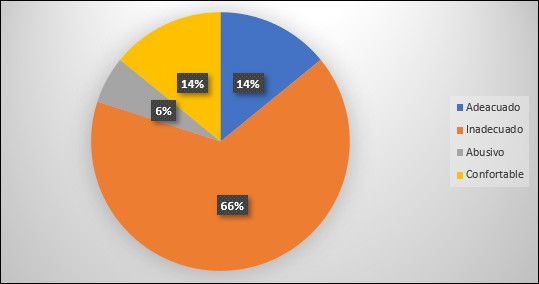 14%
14%
6%
66%
Adeacuado
Inadecuado
Abusivo
Confortable